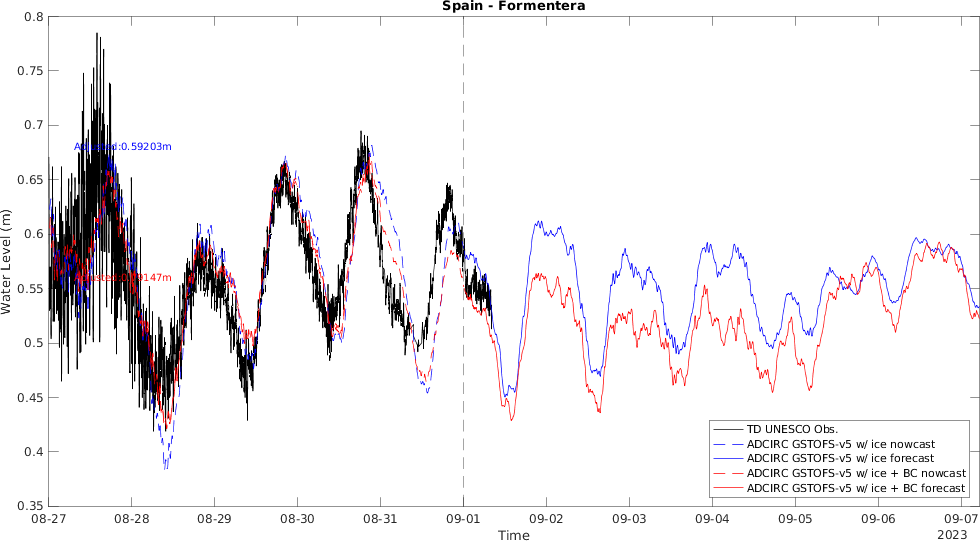 Spain - Formentera
0.8
0.75
0.7
0.65
0.6
0.55
0.5
0.45
0.4
0.35
Water Level (m)
:0.59203m
147m
TD UNESCO Obs.
ADCIRC GSTOFS-v5 w/ ice nowcast
ADCIRC GSTOFS-v5 w/ ice forecast
ADCIRC GSTOFS-v5 w/ ice + BC nowcast
ADCIRC GSTOFS-v5 w/ ice + BC forecast
08-27 08-28 08-29 08-30 08-31 09-01 09-02 09-03 09-04 09-05 09-06 09-07
Time
2023